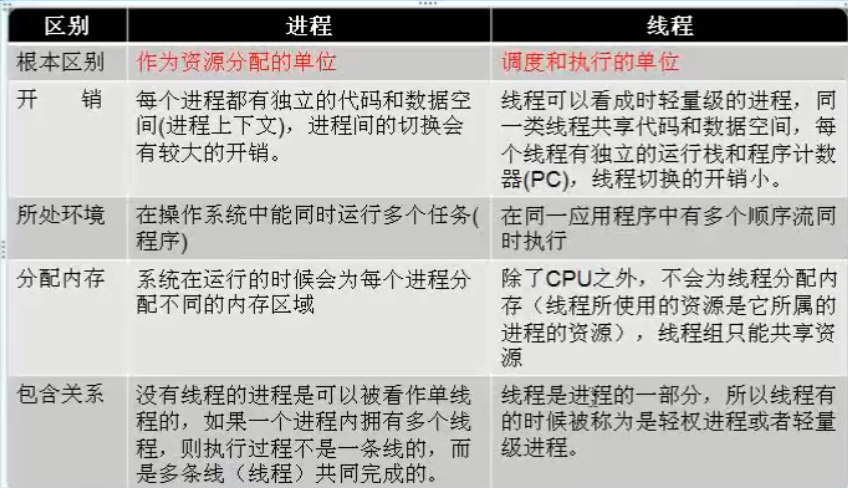 区别 进程 线程
根本区别 作为资源分配的单位 调度和执行的单位
开 销
每个进程都有独立的代码和数据空
间(进程上下文)，进程间的切换会
有较大的开销。
线程可以看成时轻量级的进程，同
一类线程共享代码和数据空间，每
个线程有独立的运行栈和程序计数
器(PC)，线程切换的开销小。
所处环境
在操作系统中能同时运行多个任务(
程序)
在同一应用程序中有多个顺序流同
时执行
分配内存
系统在运行的时候会为每个进程分
配不同的内存区域
除了CPU之外，不会为线程分配内
存（线程所使用的资源是它所属的
进程的资源），线程组只能共享资
源
包含关系
没有线程的进程是可以被看作单线
程的，如果一个进程内拥有多个线
程，则执行过程不是一条线的，而
是多条线（线程）共同完成的。
线程是进程的一部分，所以线程有
的时候被称为是轻权进程或者轻量
级进程。